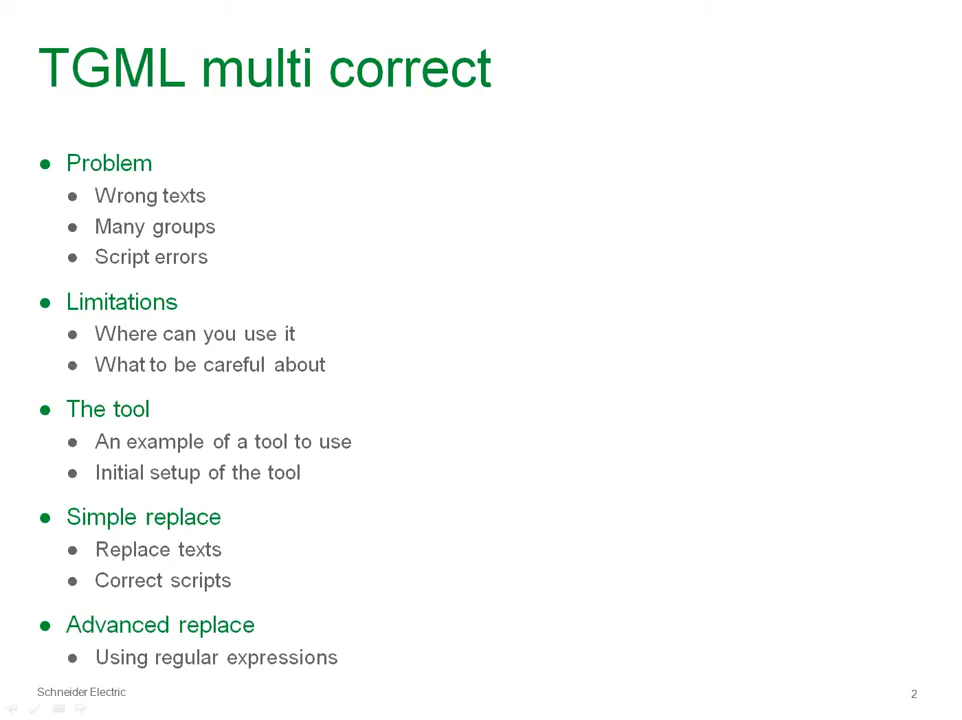 TGML multi correct
● Problem
● Wrong texts
● Many groups
● Script errors
● Limitations
● Where can you use it
● What to be careful about
● The tool
● An example of a tool to use
● Initial setup of the tool
● Simple replace
● Replace texts
● Correct scripts
● Advanced replace
● Using regular expressions
Schneider Electric
2